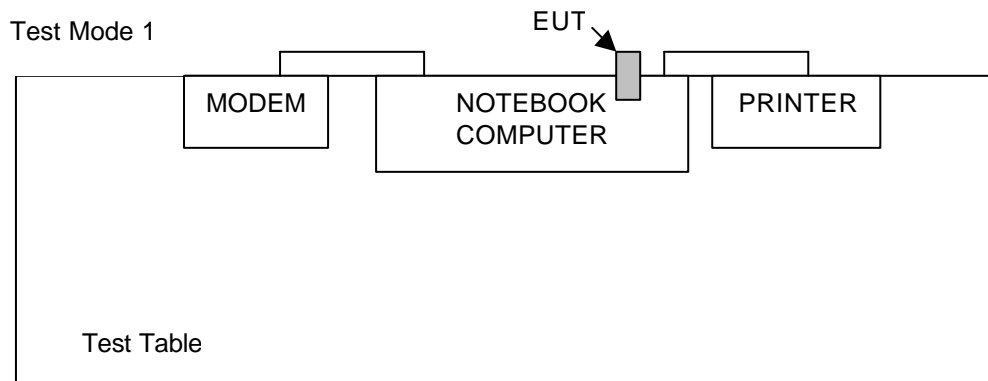 Test Mode 1
EUT
MODEM
NOTEBOOK
COMPUTER
PRINTER
Test Table